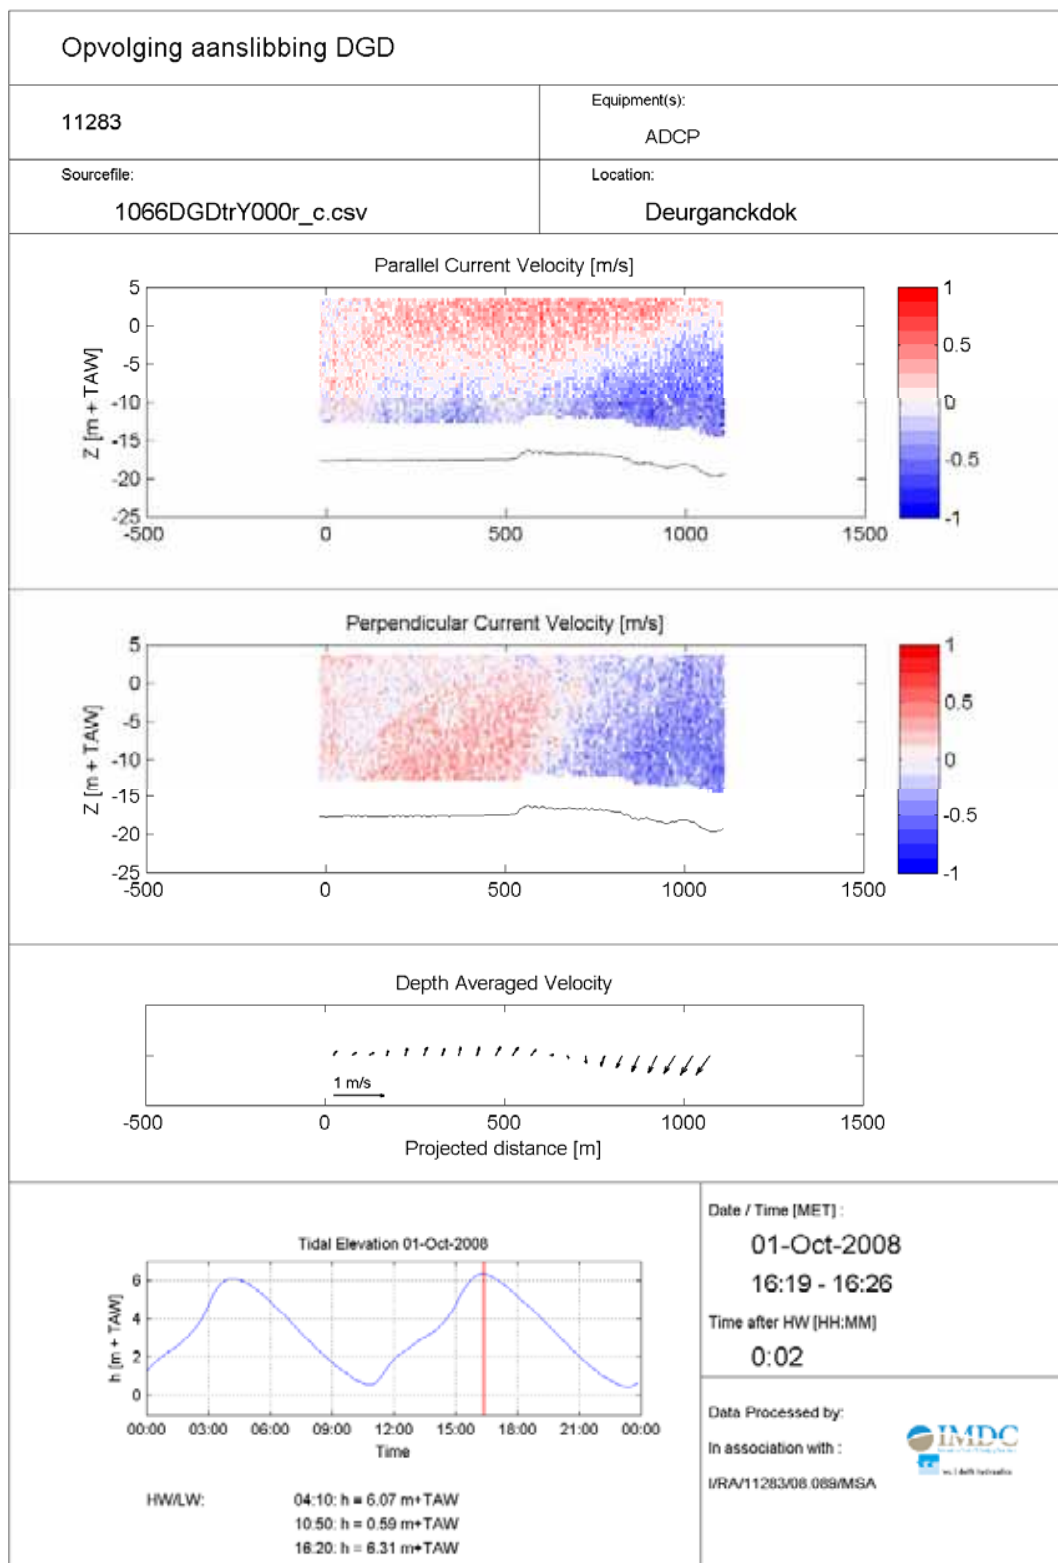 Opvolging aanslibbing DGD
11283
Equipment(s):
ADCP
Sourcefile:
1066DGDtrY000r_c.csv
Location:
Deurganckdok
Parallel Current Velocity [m/s]
Z [m + TAW]
5
0
-5
-10
-15
-20
-25
-500
0
500
1000
1500
1
0.5
0
-0.5
-1
Perpendicular Current Velocity [m/s]
Z [m + TAW]
5
0
-5
-10
-15
-20
-25
-500
0
500
1000
1500
1
0.5
0
-0.5
-1
Depth Averaged Velocity
1 m/s
-500
0
500
1000
1500
Projected distance [m]
Tidal Elevation 01-Oct-2008
h [m + TAW]
6
4
2
0
00:00 03:00 06:00 09:00 12:00 15:00 18:00 21:00 00:00
Time
HW/LW:
04:10: h = 6.07 m+TAW
10:50: h = 0.59 m+TAW
16:20: h = 6.31 m+TAW
Date / Time [MET] :
01-Oct-2008
16:19 - 16:26
Time after HW [HH:MM]
0:02
Data Processed by:
IMDC
In association with :
wl | delft hydraulics
I/RA/11283/08.089/MSA